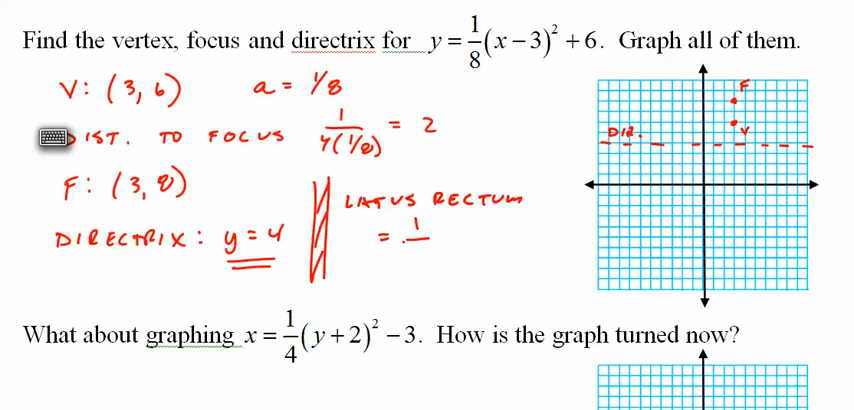 Find the vertex, focus and directrix for y = 1/8 (x − 3)² + 6. Graph all of them.
V: (3, 6)   a = 1/8
DIST. TO FOCUS   1/4(1/8) = 2
F: (3, 8)
LATUS RECTUM
DIRECTRIX: y = 4   = 1/
F
V
DIR.
What about graphing x = 1/4 (y + 2)² − 3. How is the graph turned now?